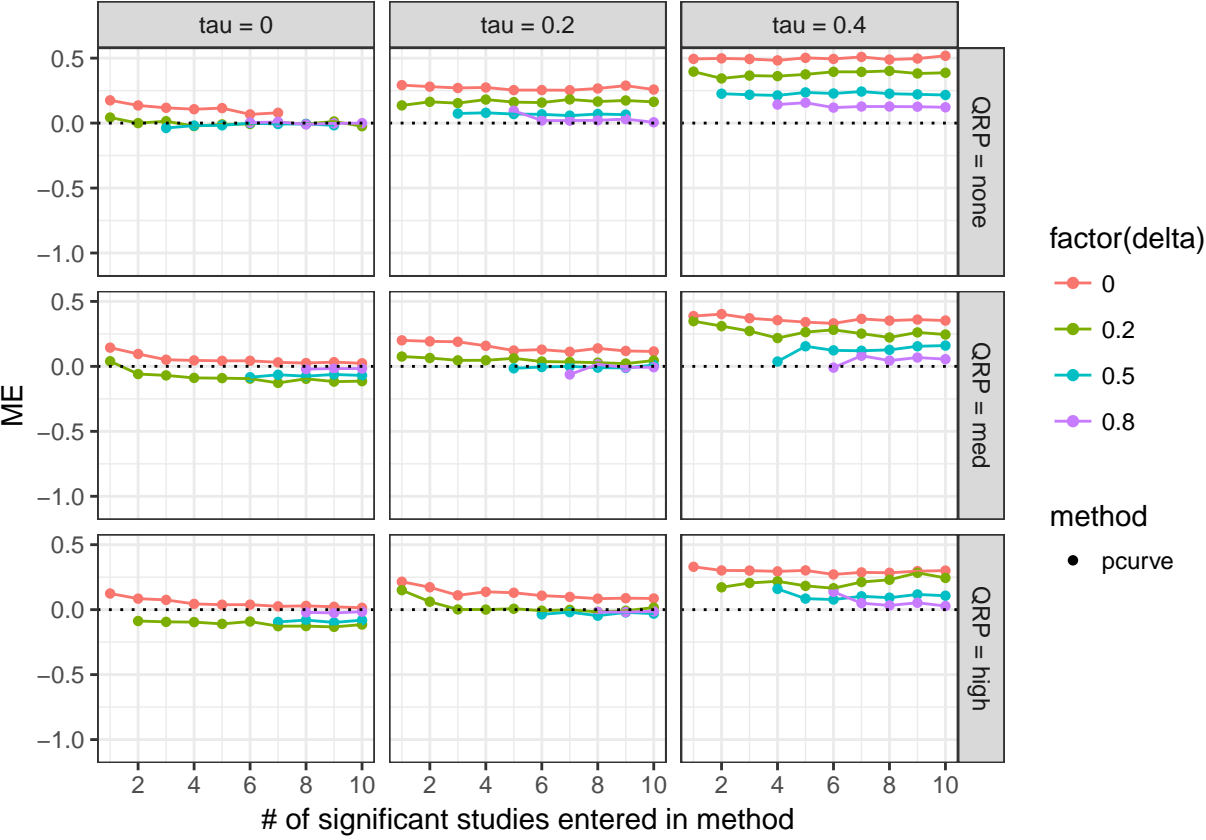 tau = 0
tau = 0.2
tau = 0.4
0.5
0.0
−0.5
−1.0
QRP = none
0.5
0.0
−0.5
−1.0
QRP = med
0.5
0.0
−0.5
−1.0
QRP = high
2 4 6 8 10
2 4 6 8 10
2 4 6 8 10
# of significant studies entered in method
ME
factor(delta)
0
0.2
0.5
0.8
method
pcurve